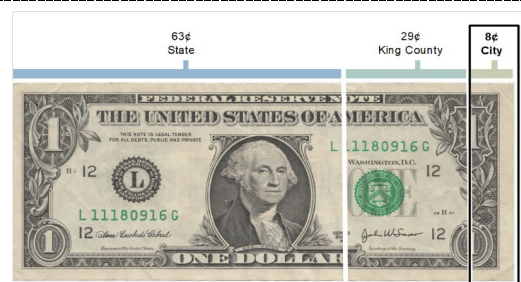 63¢
State
29¢
King County
8¢
City
FEDERAL RESERVE NOTE
THE UNITED STATES OF AMERICA
THIS NOTE IS LEGAL TENDER
FOR ALL DEBTS, PUBLIC AND PRIVATE
L 11180916 G
WASHINGTON, D.C.
12
12
L
1
L 11180916 G
ONE
12
12
1
ONE DOLLAR